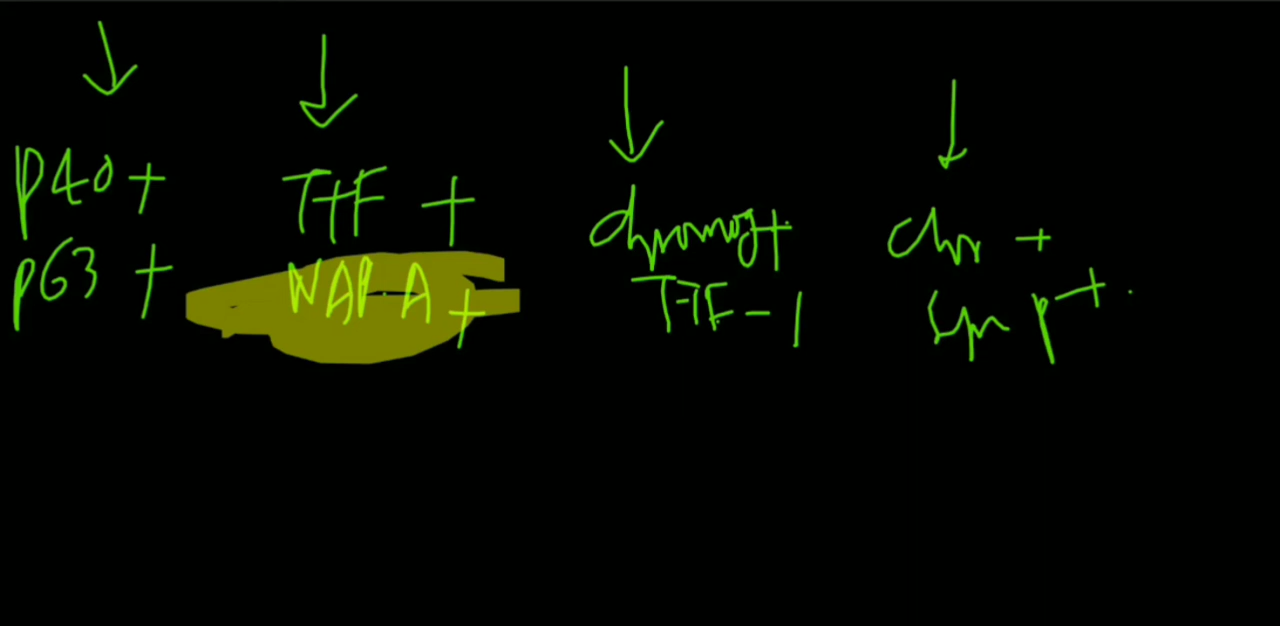 P40 +
P63 +
TTF +
NAP.A +
chromog +
TTF-1
chr +
syn p+.